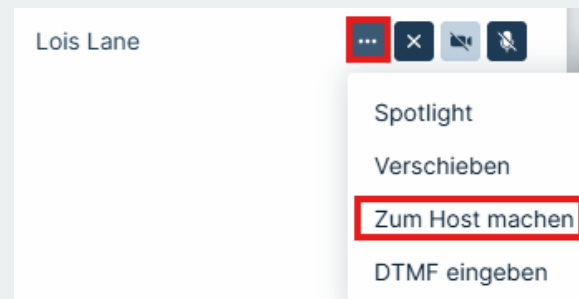 Lois Lane
Spotlight
Verschieben
Zum Host machen
DTMF eingeben